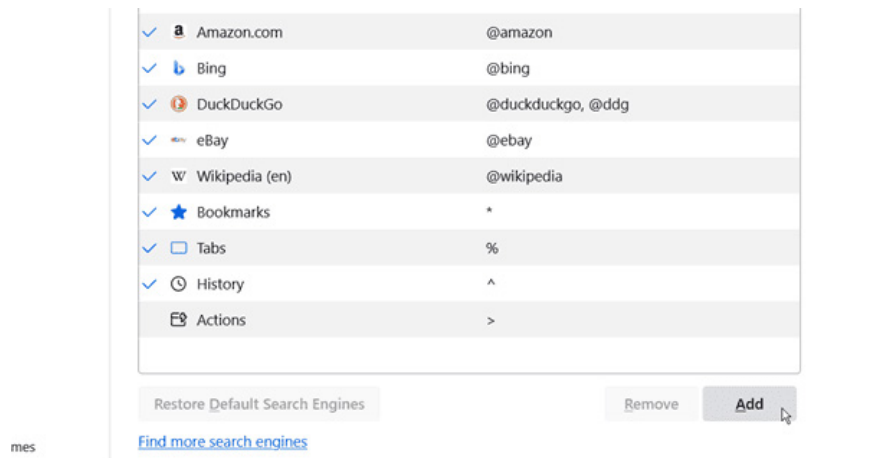 Amazon.com @amazon
Bing @bing
DuckDuckGo @duckduckgo, @ddg
eBay @ebay
Wikipedia (en) @wikipedia
Bookmarks *
Tabs %
History ^
Actions >
Restore Default Search Engines Remove Add
Find more search engines
mes